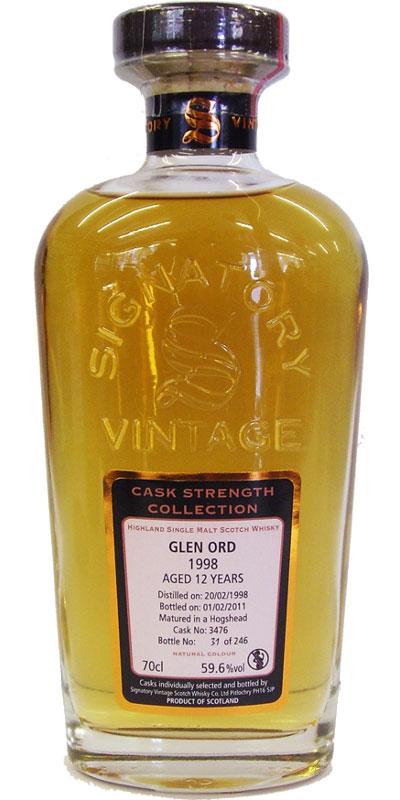 TORY S VINT
SIGNATORY
S
VINTAGE
CASK STRENGTH
COLLECTION
HIGHLAND SINGLE MALT SCOTCH WHISKY
GLEN ORD
1998
AGED 12 YEARS
Distilled on: 20/02/1998
Bottled on: 01/02/2011
Matured in a Hogshead
Cask No: 3476
Bottle No: 31 of 246
NATURAL COLOUR
70cl 59.6%vol
Casks individually selected and bottled by
Signatory Vintage Scotch Whisky Co. Ltd Pitlochry PH16 5JP
PRODUCT OF SCOTLAND